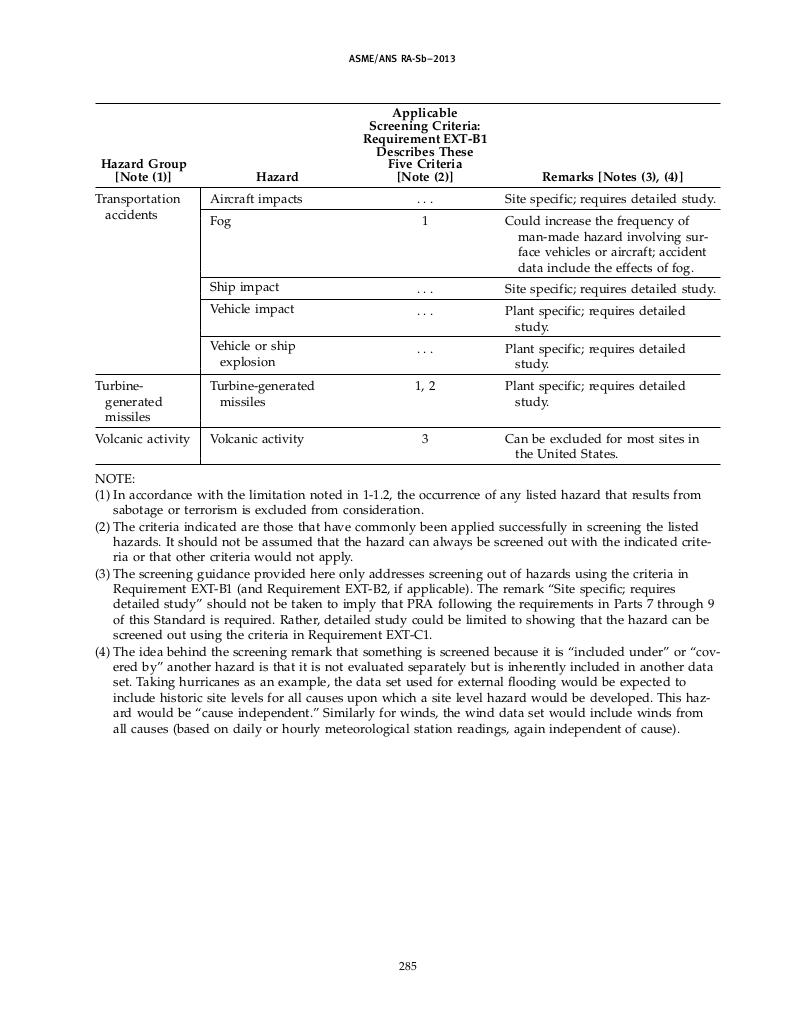 ASME/ANS RA-Sb–2013
Applicable
Screening Criteria:
Requirement EXT-B1
Describes These
Hazard Group Five Criteria
[Note (1)] Hazard [Note (2)] Remarks [Notes (3), (4)]
Transportation Aircraft impacts . . . Site specific; requires detailed study.
accidents
Fog 1 Could increase the frequency of
man-made hazard involving sur-
face vehicles or aircraft; accident
data include the effects of fog.
Ship impact . . . Site specific; requires detailed study.
Vehicle impact . . . Plant specific; requires detailed
study.
Vehicle or ship . . . Plant specific; requires detailed
explosion study.
Turbine- Turbine-generated 1, 2 Plant specific; requires detailed
generated missiles study.
missiles
Volcanic activity Volcanic activity 3 Can be excluded for most sites in
the United States.
NOTE:
(1) In accordance with the limitation noted in 1-1.2, the occurrence of any listed hazard that results from
sabotage or terrorism is excluded from consideration.
(2) The criteria indicated are those that have commonly been applied successfully in screening the listed
hazards. It should not be assumed that the hazard can always be screened out with the indicated crite-
ria or that other criteria would not apply.
(3) The screening guidance provided here only addresses screening out of hazards using the criteria in
Requirement EXT-B1 (and Requirement EXT-B2, if applicable). The remark “Site specific; requires
detailed study” should not be taken to imply that PRA following the requirements in Parts 7 through 9
of this Standard is required. Rather, detailed study could be limited to showing that the hazard can be
screened out using the criteria in Requirement EXT-C1.
(4) The idea behind the screening remark that something is screened because it is “included under” or “cov-
ered by” another hazard is that it is not evaluated separately but is inherently included in another data
set. Taking hurricanes as an example, the data set used for external flooding would be expected to
include historic site levels for all causes upon which a site level hazard would be developed. This haz-
ard would be “cause independent.” Similarly for winds, the wind data set would include winds from
all causes (based on daily or hourly meteorological station readings, again independent of cause).
285